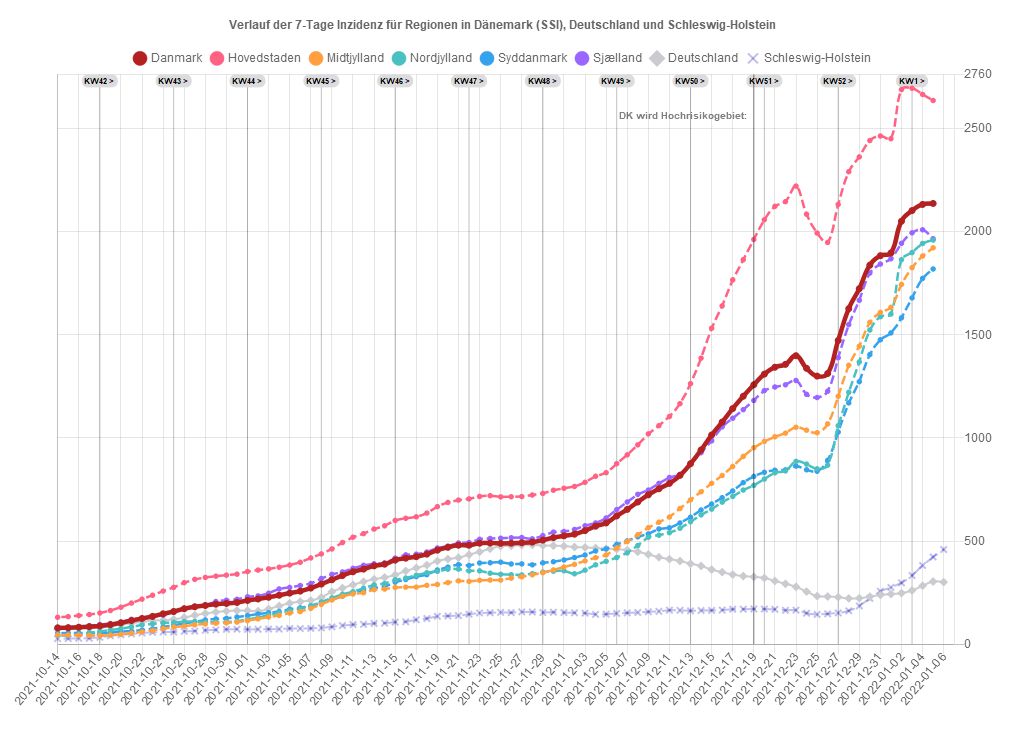 Verlauf der 7-Tage Inzidenz für Regionen in Dänemark (SSI), Deutschland und Schleswig-Holstein
Danmark Hovedstaden Midtjylland Nordjylland Syddanmark Sjælland Deutschland Schleswig-Holstein
KW42 > KW43 > KW44 > KW45 > KW46 > KW47 > KW48 > KW49 > KW50 > KW51 > KW52 > KW1 >
DK wird Hochrisikogebiet:
2760
2500
2000
1500
1000
500
0
2021-10-14 2021-10-16 2021-10-18 2021-10-20 2021-10-22 2021-10-24 2021-10-26 2021-10-28 2021-10-30 2021-11-01 2021-11-03 2021-11-05 2021-11-07 2021-11-09 2021-11-11 2021-11-13 2021-11-15 2021-11-17 2021-11-19 2021-11-21 2021-11-23 2021-11-25 2021-11-27 2021-11-29 2021-12-01 2021-12-03 2021-12-05 2021-12-07 2021-12-09 2021-12-11 2021-12-13 2021-12-15 2021-12-17 2021-12-19 2021-12-21 2021-12-23 2021-12-25 2021-12-27 2021-12-29 2021-12-31 2022-01-02 2022-01-04 2022-01-06